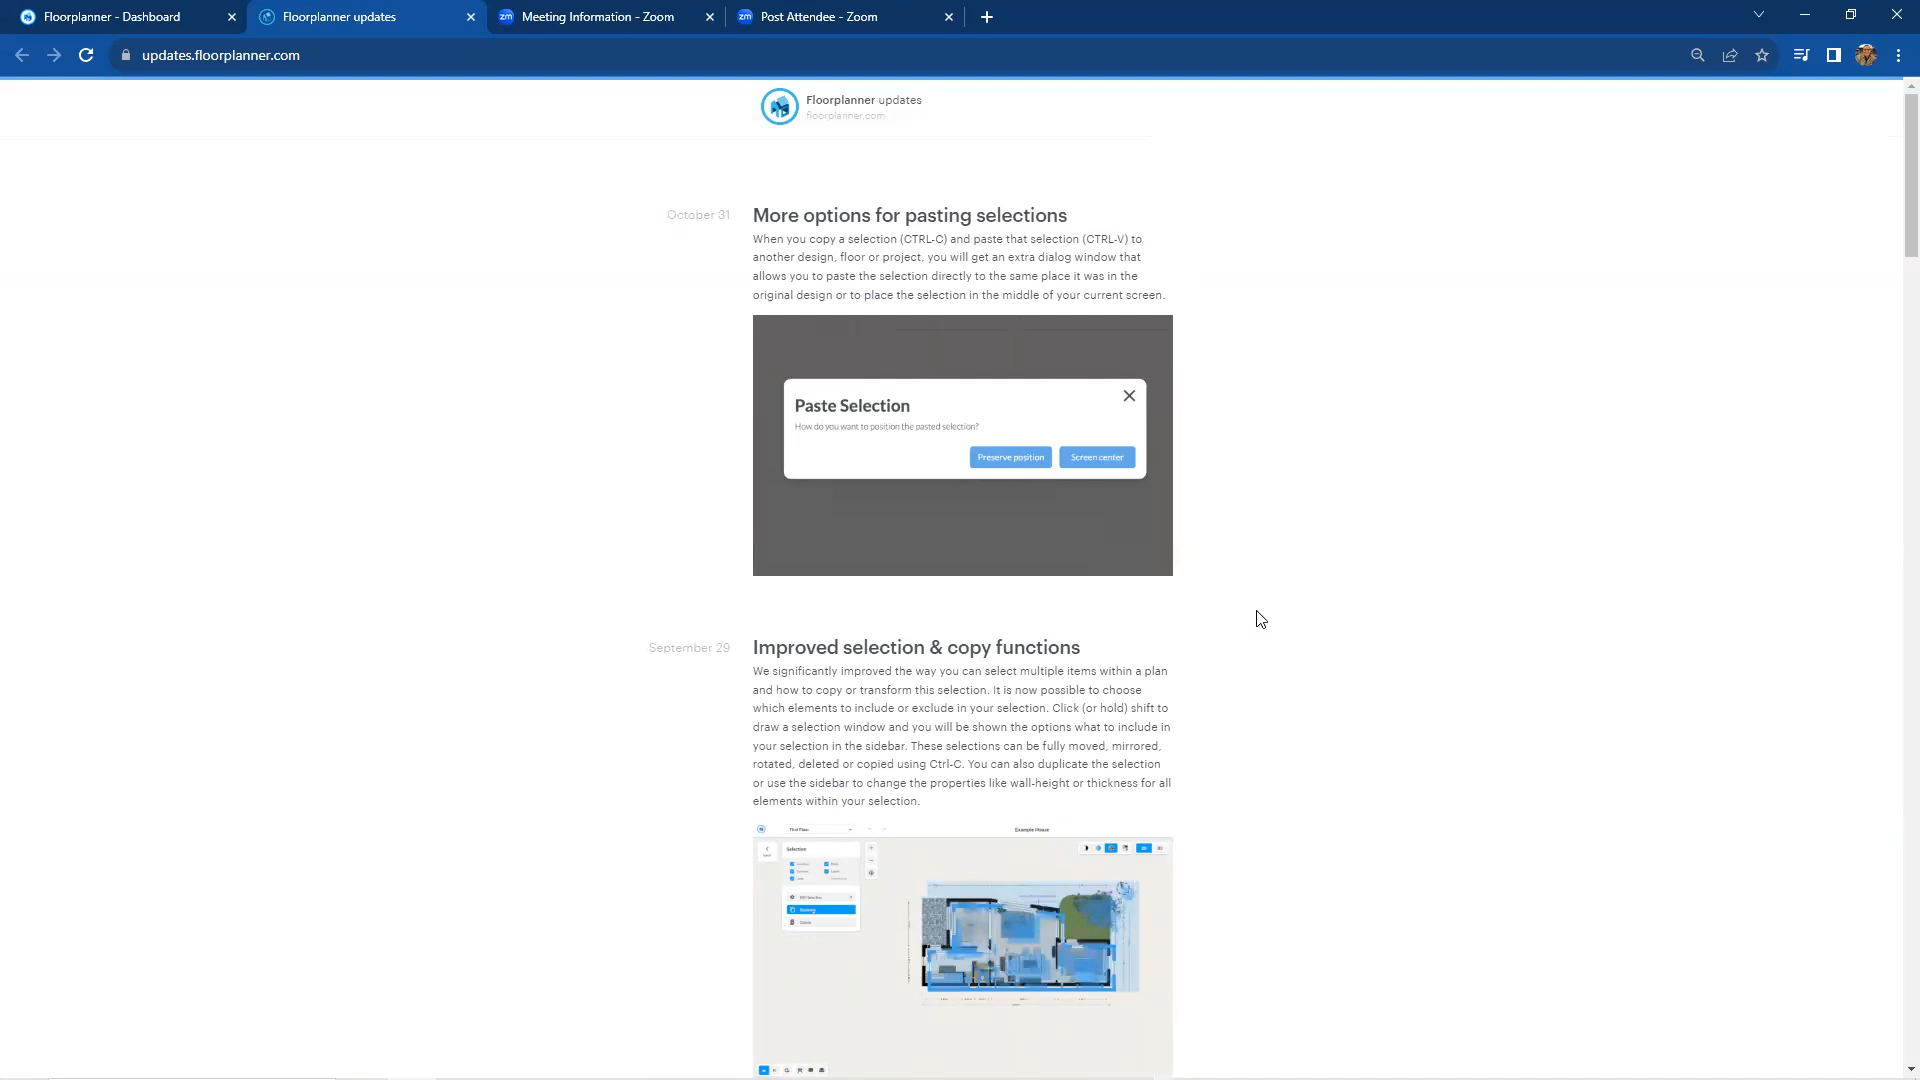 Floorplanner - Dashboard
Floorplanner updates
zm Meeting Information - Zoom
zm Post Attendee - Zoom
updates.floorplanner.com
Floorplanner updates
floorplanner.com
October 31
More options for pasting selections
When you copy a selection (CTRL-C) and paste that selection (CTRL-V) to
another design, floor or project, you will get an extra dialog window that
allows you to paste the selection directly to the same place it was in the
original design or to place the selection in the middle of your current screen.
Paste Selection
How do you want to position the pasted selection?
Preserve position
Screen center
September 29
Improved selection & copy functions
We significantly improved the way you can select multiple items within a plan
and how to copy or transform this selection. It is now possible to choose
which elements to include or exclude in your selection. Click (or hold) shift to
draw a selection window and you will be shown the options what to include in
your selection in the sidebar. These selections can be fully moved, mirrored,
rotated, deleted or copied using Ctrl-C. You can also duplicate the selection
or use the sidebar to change the properties like wall-height or thickness for all
elements within your selection.
First Floor
Example House
Selection